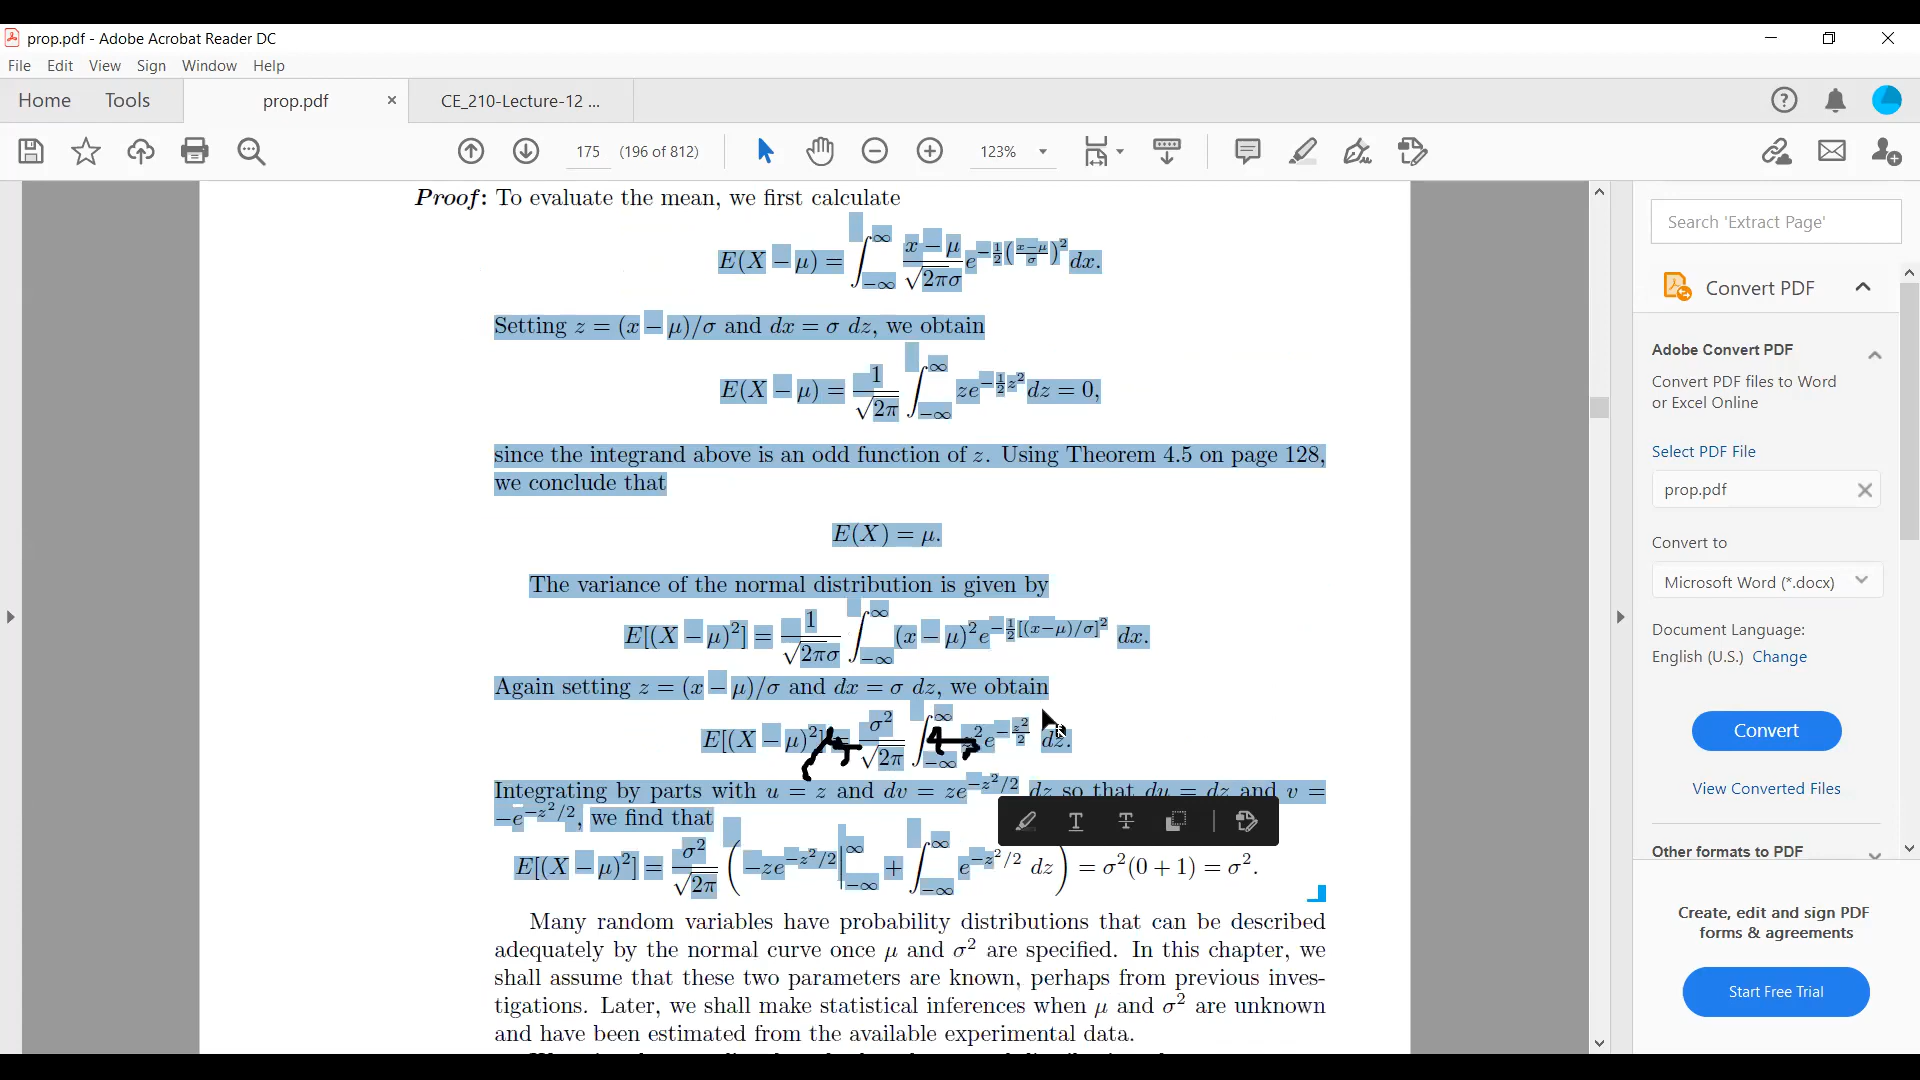 prop.pdf - Adobe Acrobat Reader DC
File Edit View Sign Window Help
Home Tools prop.pdf × CE_210-Lecture-12 ...
175 (196 of 812) 123%
Proof: To evaluate the mean, we first calculate
E(X − μ) = ∫_{−∞}^{∞} (x − μ)/(√2πσ) e^{−½((x−μ)/σ)²} dx.
Setting z = (x − μ)/σ and dx = σ dz, we obtain
E(X − μ) = 1/√2π ∫_{−∞}^{∞} ze^{−½z²} dz = 0,
since the integrand above is an odd function of z. Using Theorem 4.5 on page 128,
we conclude that
E(X) = μ.
The variance of the normal distribution is given by
E[(X − μ)²] = 1/(√2πσ) ∫_{−∞}^{∞} (x − μ)²e^{−½[(x−μ)/σ]²} dx.
Again setting z = (x − μ)/σ and dx = σ dz, we obtain
E[(X − μ)²] = σ²/√2π ∫_{−∞}^{∞} z²e^{−z²/2} dz.
Integrating by parts with u = z and dv = ze^{−z²/2} dz so that du = dz and v =
−e^{−z²/2}, we find that
E[(X − μ)²] = σ²/√2π (−ze^{−z²/2}|_{−∞}^{∞} + ∫_{−∞}^{∞} e^{−z²/2} dz) = σ²(0 + 1) = σ².
Many random variables have probability distributions that can be described
adequately by the normal curve once μ and σ² are specified. In this chapter, we
shall assume that these two parameters are known, perhaps from previous inves-
tigations. Later, we shall make statistical inferences when μ and σ² are unknown
and have been estimated from the available experimental data.
Search 'Extract Page'
Convert PDF
Adobe Convert PDF
Convert PDF files to Word
or Excel Online
Select PDF File
prop.pdf
Convert to
Microsoft Word (*.docx)
Document Language:
English (U.S.) Change
Convert
View Converted Files
Other formats to PDF
Create, edit and sign PDF
forms & agreements
Start Free Trial